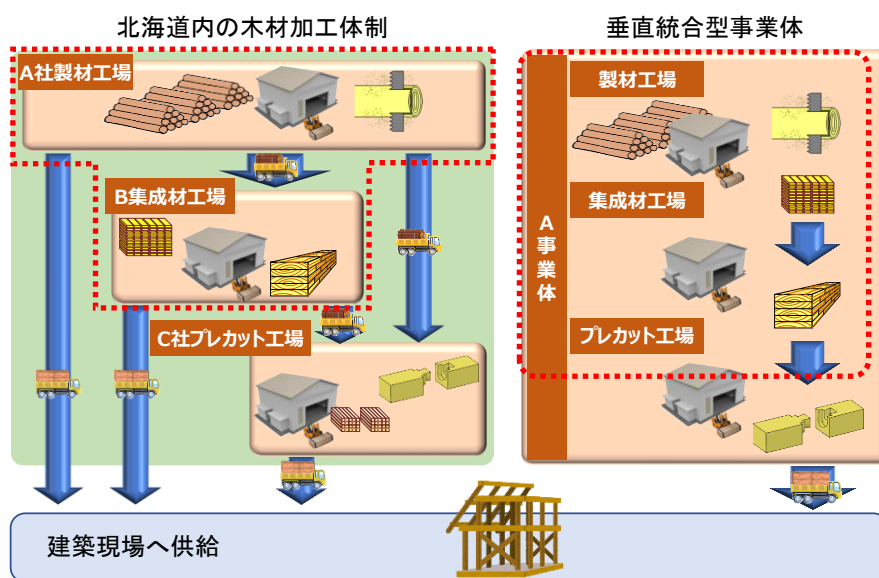 北海道内の木材加工体制
垂直統合型事業体
A社製材工場
B集成材工場
C社プレカット工場
A事業体
製材工場
集成材工場
プレカット工場
建築現場へ供給